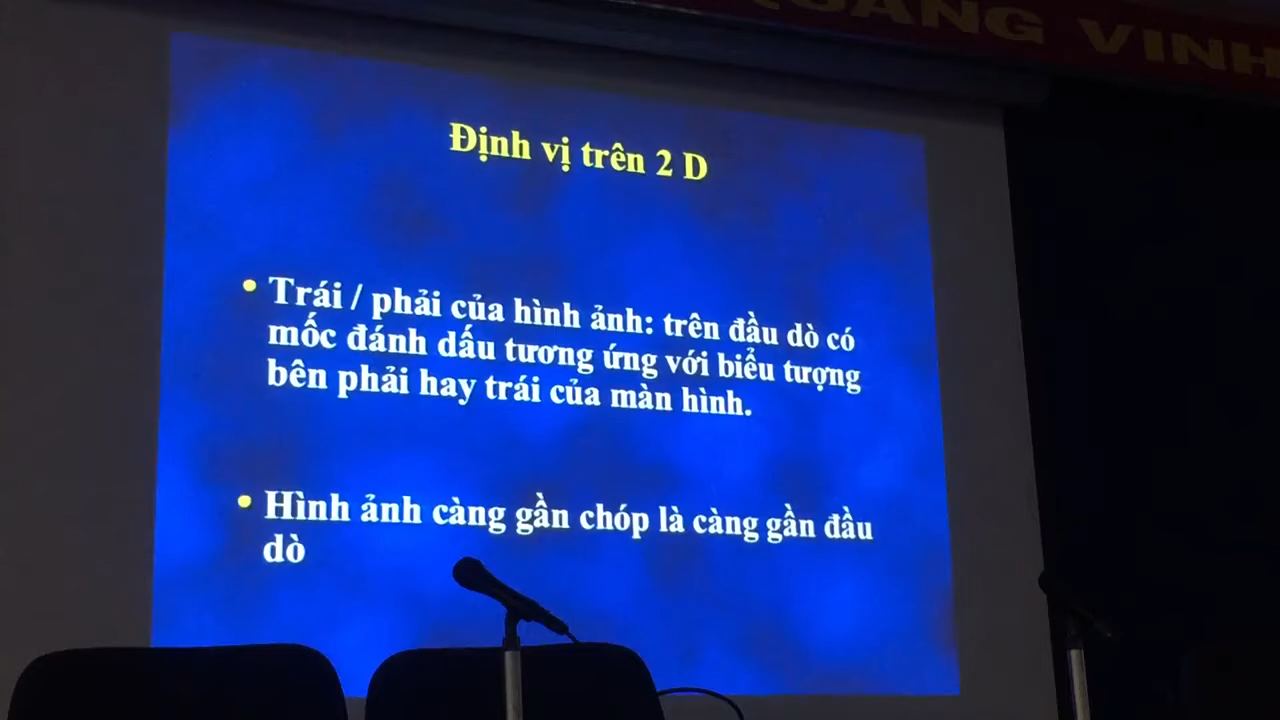 QUANG VINH
Định vị trên 2 D
• Trái / phải của hình ảnh: trên đầu dò có
mốc đánh dấu tương ứng với biểu tượng
bên phải hay trái của màn hình.
• Hình ảnh càng gần chóp là càng gần đầu
dò